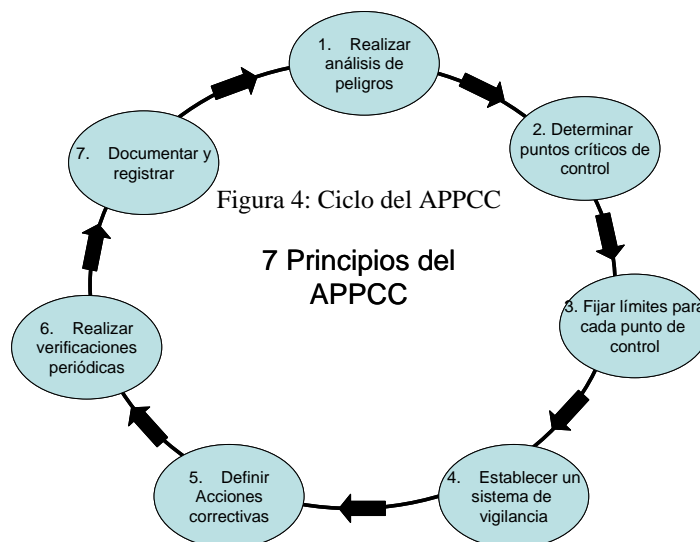 1. Realizar
análisis de
peligros
2. Determinar
puntos críticos de
control
7. Documentar y
registrar
Figura 4: Ciclo del APPCC
7 Principios del
APPCC
3. Fijar límites para
cada punto de
control
6. Realizar
verificaciones
periódicas
5. Definir
Acciones
correctivas
4. Establecer un
sistema de
vigilancia